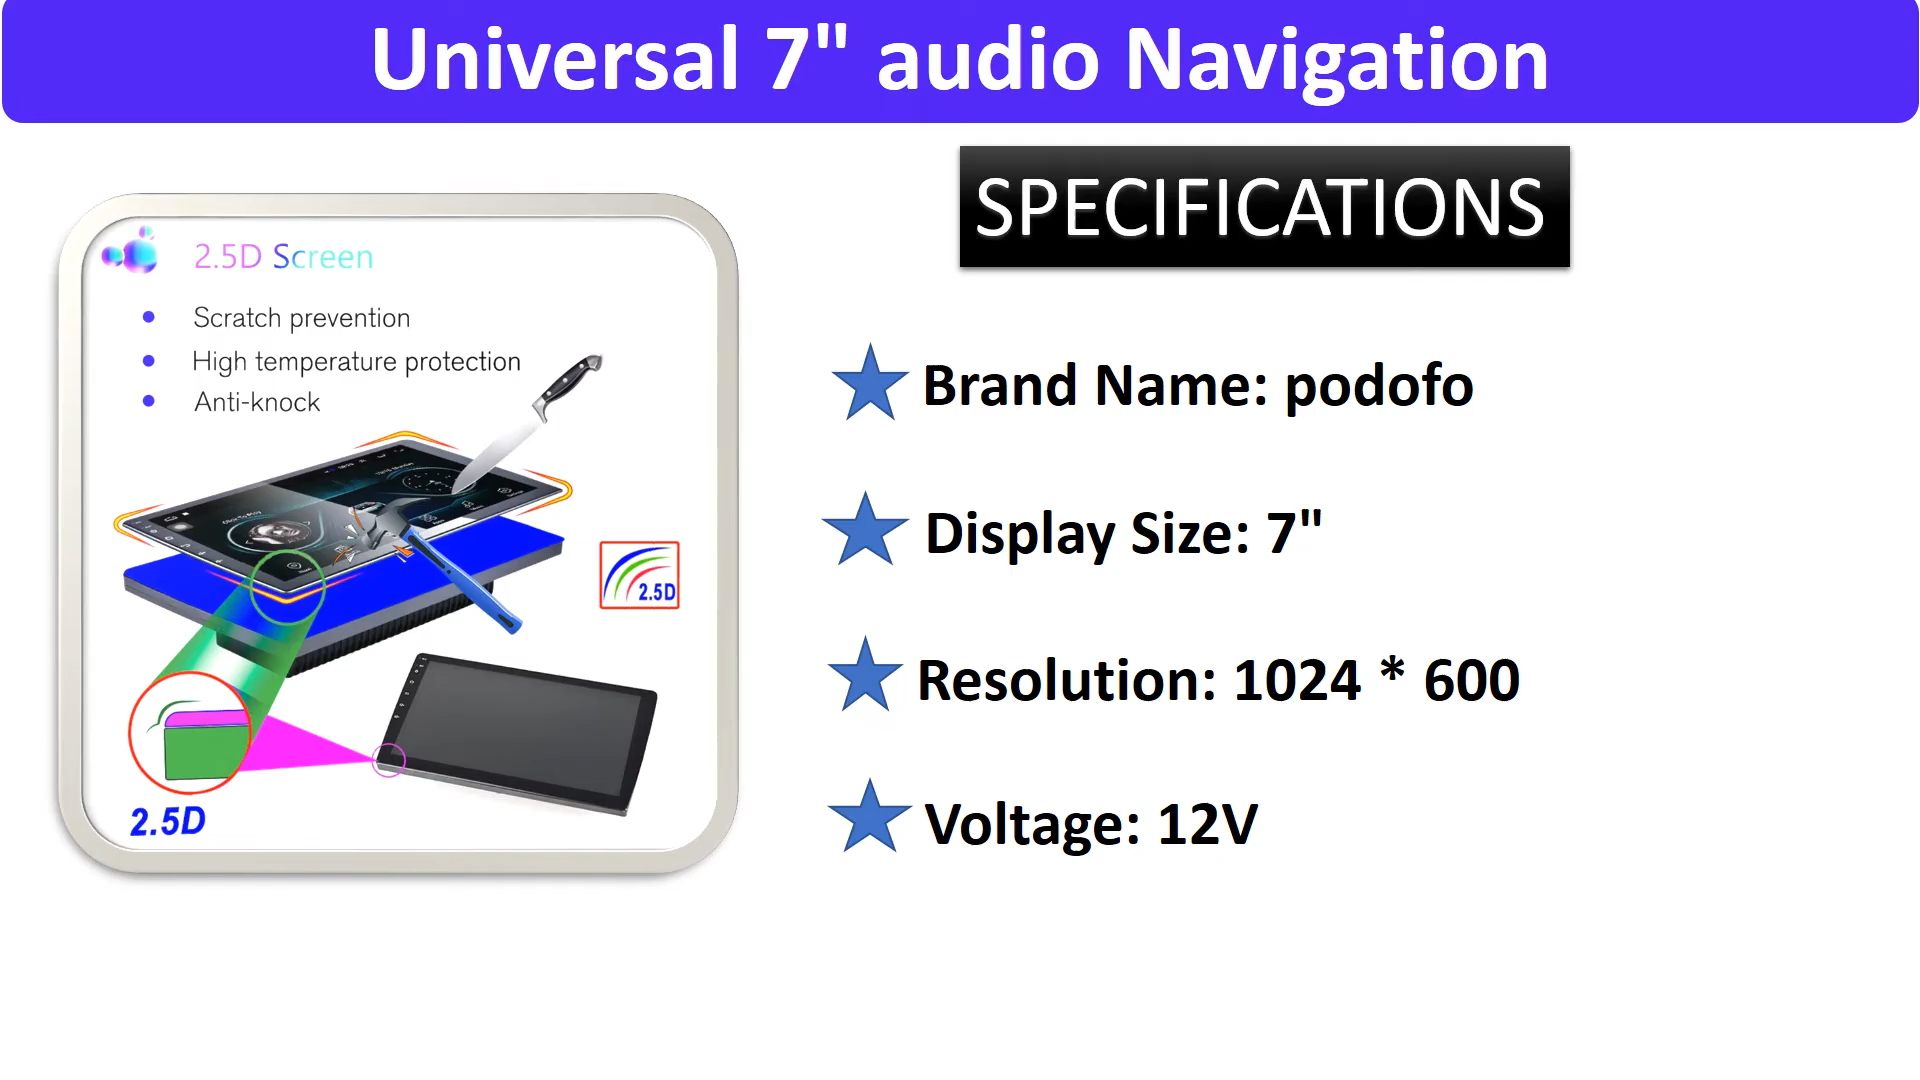 Universal 7" audio Navigation
SPECIFICATIONS
2.5D Screen
Scratch prevention
High temperature protection
Anti-knock
2.5D
2.5D
Brand Name: podofo
Display Size: 7"
Resolution: 1024 * 600
Voltage: 12V